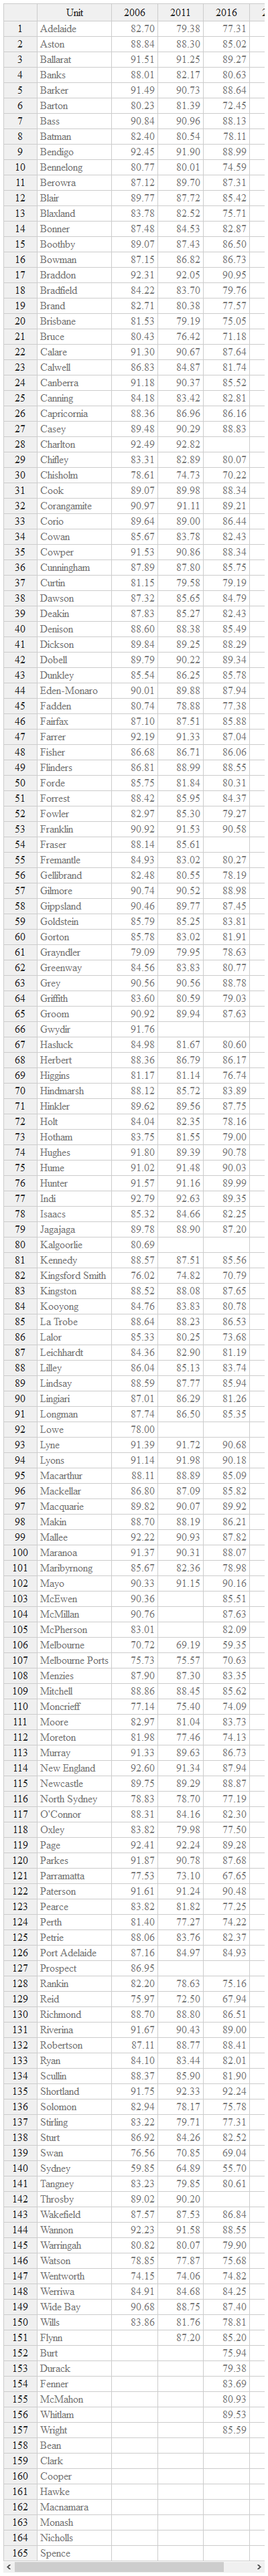 Unit 2006 2011 2016 2
1 Adelaide 82.70 79.38 77.31
2 Aston 88.84 88.30 85.02
3 Ballarat 91.51 91.25 89.27
4 Banks 88.01 82.17 80.63
5 Barker 91.49 90.73 88.64
6 Barton 80.23 81.39 72.45
7 Bass 90.84 90.96 88.13
8 Batman 82.40 80.54 78.11
9 Bendigo 92.45 91.90 88.99
10 Bennelong 80.77 80.01 74.59
11 Berowra 87.12 89.70 87.31
12 Blair 89.77 87.72 85.42
13 Blaxland 83.78 82.52 75.71
14 Bonner 87.48 84.53 82.87
15 Boothby 89.07 87.43 86.50
16 Bowman 87.15 86.82 86.73
17 Braddon 92.31 92.05 90.95
18 Bradfield 84.22 83.70 79.76
19 Brand 82.71 80.38 77.57
20 Brisbane 81.53 79.19 75.05
21 Bruce 80.43 76.42 71.18
22 Calare 91.30 90.67 87.64
23 Calwell 86.83 84.87 81.74
24 Canberra 91.18 90.37 85.52
25 Canning 84.18 83.42 82.81
26 Capricornia 88.36 86.96 86.16
27 Casey 89.48 90.29 88.83
28 Charlton 92.49 92.82
29 Chifley 83.31 82.89 80.07
30 Chisholm 78.61 74.73 70.22
31 Cook 89.07 89.98 88.34
32 Corangamite 90.97 91.11 89.21
33 Corio 89.64 89.00 86.44
34 Cowan 85.67 83.78 82.43
35 Cowper 91.53 90.86 88.34
36 Cunningham 87.89 87.80 85.75
37 Curtin 81.15 79.58 79.19
38 Dawson 87.32 85.65 84.79
39 Deakin 87.83 85.27 82.43
40 Denison 88.60 88.38 85.49
41 Dickson 89.84 89.25 88.29
42 Dobell 89.79 90.22 89.34
43 Dunkley 85.54 86.25 85.78
44 Eden-Monaro 90.01 89.88 87.94
45 Fadden 80.74 78.88 77.38
46 Fairfax 87.10 87.51 85.88
47 Farrer 92.19 91.33 87.04
48 Fisher 86.68 86.71 86.06
49 Flinders 86.81 88.99 88.55
50 Forde 85.75 81.84 80.31
51 Forrest 88.42 85.95 84.37
52 Fowler 82.97 85.30 79.27
53 Franklin 90.92 91.53 90.58
54 Fraser 88.14 85.61
55 Fremantle 84.93 83.02 80.27
56 Gellibrand 82.48 80.55 78.19
57 Gilmore 90.74 90.52 88.98
58 Gippsland 90.46 89.77 87.45
59 Goldstein 85.79 85.25 83.81
60 Gorton 85.78 83.02 81.91
61 Grayndler 79.09 79.95 78.63
62 Greenway 84.56 83.83 80.77
63 Grey 90.56 90.56 88.78
64 Griffith 83.60 80.59 79.03
65 Groom 90.92 89.94 87.63
66 Gwydir 91.76
67 Hasluck 84.98 81.67 80.60
68 Herbert 88.36 86.79 86.17
69 Higgins 81.17 81.14 76.74
70 Hindmarsh 88.12 85.72 83.89
71 Hinkler 89.62 89.56 87.75
72 Holt 84.04 82.35 78.16
73 Hotham 83.75 81.55 79.00
74 Hughes 91.80 89.39 90.78
75 Hume 91.02 91.48 90.03
76 Hunter 91.57 91.16 89.99
77 Indi 92.79 92.63 89.35
78 Isaacs 85.32 84.66 82.25
79 Jagajaga 89.78 88.90 87.20
80 Kalgoorlie 80.69
81 Kennedy 88.57 87.51 85.56
82 Kingsford Smith 76.02 74.82 70.79
83 Kingston 88.52 88.08 87.65
84 Kooyong 84.76 83.83 80.78
85 La Trobe 88.64 88.23 86.53
86 Lalor 85.33 80.25 73.68
87 Leichhardt 84.36 82.90 81.19
88 Lilley 86.04 85.13 83.74
89 Lindsay 88.59 87.77 85.94
90 Lingiari 87.01 86.29 81.26
91 Longman 87.74 86.50 85.35
92 Lowe 78.00
93 Lyne 91.39 91.72 90.68
94 Lyons 91.14 91.98 90.18
95 Macarthur 88.11 88.89 85.09
96 Mackellar 86.80 87.09 85.82
97 Macquarie 89.82 90.07 89.92
98 Makin 88.70 88.19 86.21
99 Mallee 92.22 90.93 87.82
100 Maranoa 91.37 90.31 88.07
101 Maribyrnong 85.67 82.36 78.98
102 Mayo 90.33 91.15 90.16
103 McEwen 90.36 85.51
104 McMillan 90.76 87.63
105 McPherson 83.01 82.09
106 Melbourne 70.72 69.19 59.35
107 Melbourne Ports 75.73 75.57 70.63
108 Menzies 87.90 87.30 83.35
109 Mitchell 88.86 88.45 85.62
110 Moncrieff 77.14 75.40 74.09
111 Moore 82.97 81.04 83.73
112 Moreton 81.98 77.46 74.13
113 Murray 91.33 89.63 86.73
114 New England 92.60 91.34 87.94
115 Newcastle 89.75 89.29 88.87
116 North Sydney 78.83 78.70 77.19
117 O'Connor 88.31 84.16 82.30
118 Oxley 83.82 79.98 77.50
119 Page 92.41 92.24 89.28
120 Parkes 91.87 90.78 87.68
121 Parramatta 77.53 73.10 67.65
122 Paterson 91.61 91.24 90.48
123 Pearce 83.82 81.82 77.25
124 Perth 81.40 77.27 74.22
125 Petrie 88.06 83.76 82.37
126 Port Adelaide 87.16 84.97 84.93
127 Prospect 86.95
128 Rankin 82.20 78.63 75.16
129 Reid 75.97 72.50 67.94
130 Richmond 88.70 88.80 86.51
131 Riverina 91.67 90.43 89.00
132 Robertson 87.11 88.77 88.41
133 Ryan 84.10 83.44 82.01
134 Scullin 88.37 85.90 81.90
135 Shortland 91.75 92.33 92.24
136 Solomon 82.94 78.17 75.78
137 Stirling 83.22 79.71 77.31
138 Sturt 86.92 84.26 82.52
139 Swan 76.56 70.85 69.04
140 Sydney 59.85 64.89 55.70
141 Tangney 83.23 79.85 80.61
142 Throsby 89.02 90.20
143 Wakefield 87.57 87.53 86.84
144 Wannon 92.23 91.58 88.55
145 Warringah 80.82 80.07 79.90
146 Watson 78.85 77.87 75.68
147 Wentworth 74.15 74.06 74.82
148 Werriwa 84.91 84.68 84.25
149 Wide Bay 90.68 88.75 87.40
150 Wills 83.86 81.76 78.81
151 Flynn 87.20 85.20
152 Burt 75.94
153 Durack 79.38
154 Fenner 83.69
155 McMahon 80.93
156 Whitlam 89.53
157 Wright 85.59
158 Bean
159 Clark
160 Cooper
161 Hawke
162 Macnamara
163 Monash
164 Nicholls
165 Spence